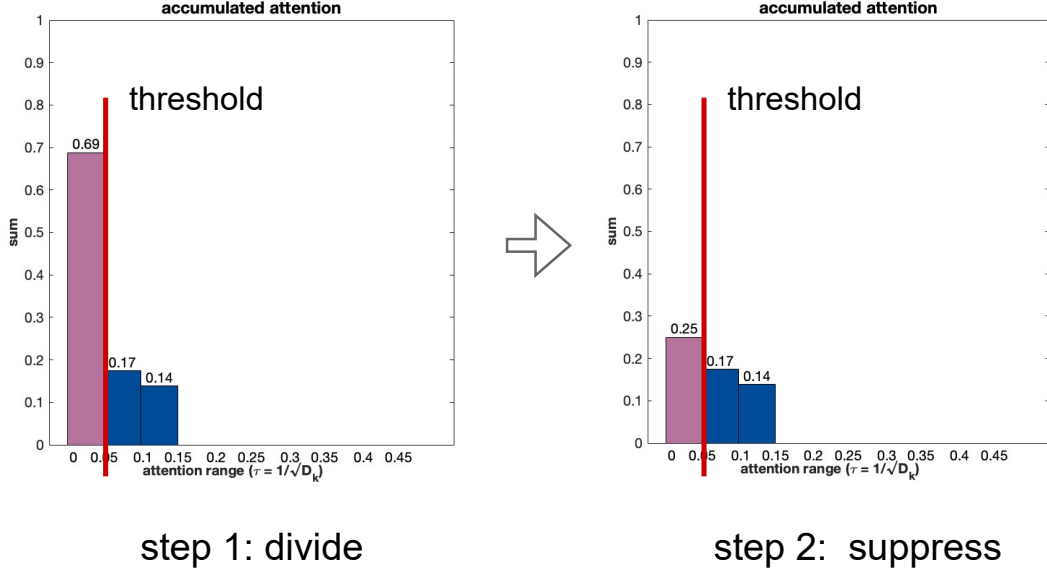 accumulated attention
1
0.9
0.8
0.7
0.6
0.5
0.4
0.3
0.2
0.1
0
sum
threshold
0.69
0.17
0.14
0 0.05 0.1 0.15 0.2 0.25 0.3 0.35 0.4 0.45
attention range (τ = 1/√D_k)
step 1: divide
accumulated attention
1
0.9
0.8
0.7
0.6
0.5
0.4
0.3
0.2
0.1
0
sum
threshold
0.25
0.17
0.14
0 0.05 0.1 0.15 0.2 0.25 0.3 0.35 0.4 0.45
attention range (τ = 1/√D_k)
step 2: suppress